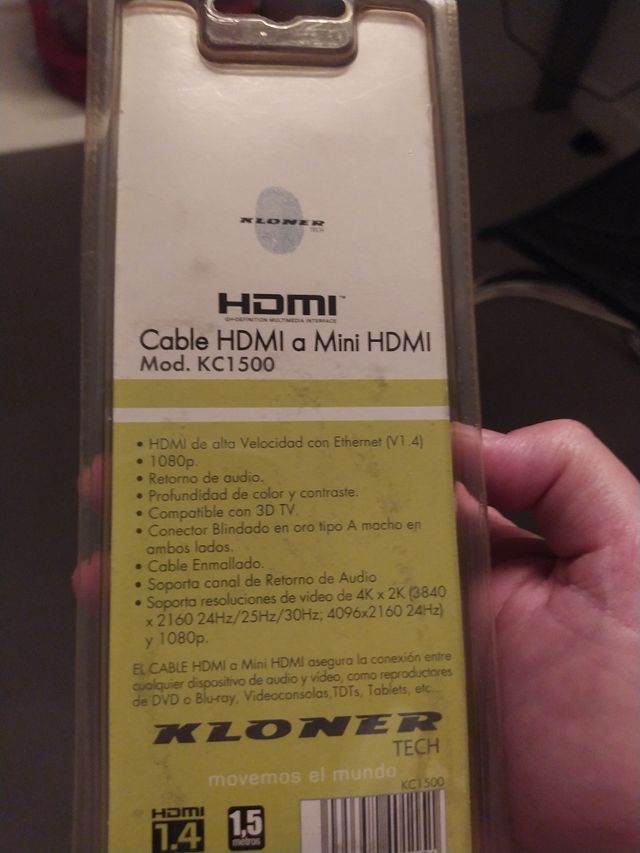 KLONER
TECH
HDMI™
GH-DEFINITION MULTIMEDIA INTERFACE
Cable HDMI a Mini HDMI
Mod. KC1500
• HDMI de alta Velocidad con Ethernet (V1.4)
• 1080p.
• Retorno de audio.
• Profundidad de color y contraste.
• Compatible con 3D TV.
• Conector Blindado en oro tipo A macho en
ambos lados.
• Cable Enmallado.
• Soporta canal de Retorno de Audio
• Soporta resoluciones de video de 4K x 2K (3840
x 2160 24Hz/25Hz/30Hz; 4096x2160 24Hz)
y 1080p.
EL CABLE HDMI a Mini HDMI asegura la conexión entre
cualquier dispositivo de audio y video, como reproductores
de DVD o Blu-ray, Videoconsolas,TDTs, Tablets, etc...
KLONER
TECH
movemos el mundo
KC1500
HDMI
1.4
1,5
metros